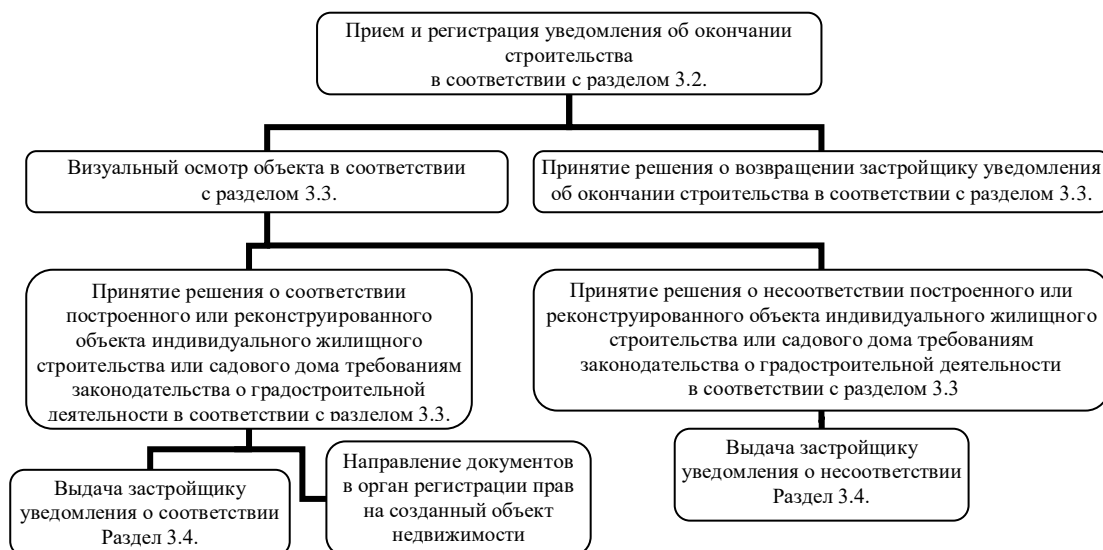 Прием и регистрация уведомления об окончании
строительства
в соответствии с разделом 3.2.
Визуальный осмотр объекта в соответствии
с разделом 3.3.
Принятие решения о возвращении застройщику уведомления
об окончании строительства в соответствии с разделом 3.3.
Принятие решения о соответствии
построенного или реконструированного
объекта индивидуального жилищного
строительства или садового дома требованиям
законодательства о градостроительной
деятельности в соответствии с разделом 3.3.
Принятие решения о несоответствии построенного или
реконструированного объекта индивидуального жилищного
строительства или садового дома требованиям
законодательства о градостроительной деятельности
в соответствии с разделом 3.3
Выдача застройщику
уведомления о соответствии
Раздел 3.4.
Направление документов
в орган регистрации прав
на созданный объект
недвижимости
Выдача застройщику
уведомления о несоответствии
Раздел 3.4.